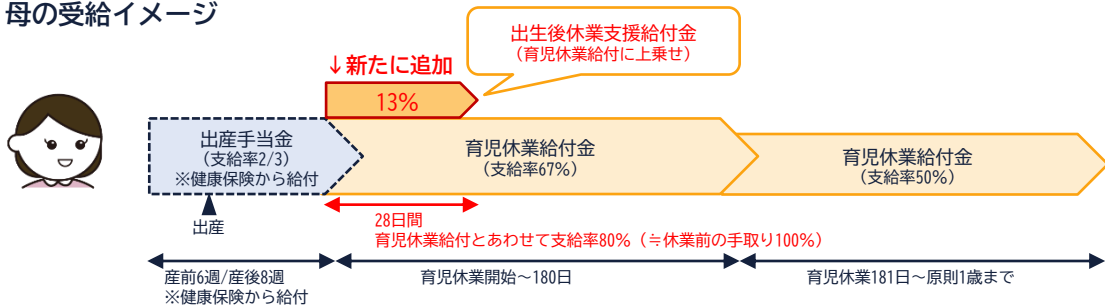 母の受給イメージ
出生後休業支援給付金
（育児休業給付に上乗せ）
↓新たに追加
13%
出産手当金
（支給率2/3）
※健康保険から給付
育児休業給付金
（支給率67%）
育児休業給付金
（支給率50%）
出産
28日間
育児休業給付とあわせて支給率80%（≒休業前の手取り100%）
産前6週/産後8週
※健康保険から給付
育児休業開始～180日
育児休業181日～原則1歳まで